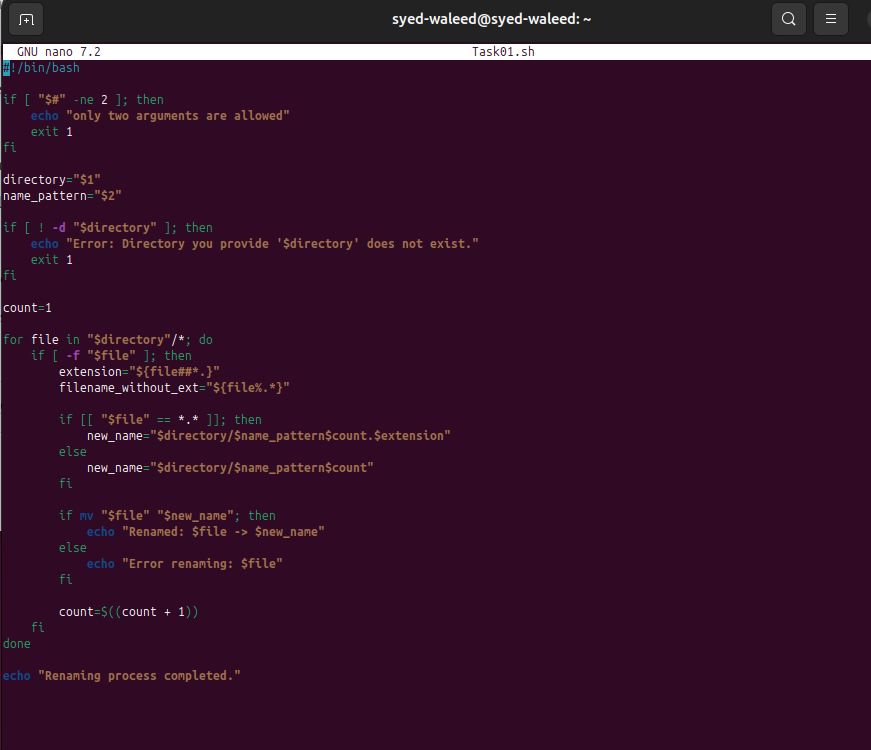 syed-waleed@syed-waleed: ~
GNU nano 7.2 Task01.sh
#!/bin/bash

if [ "$#" -ne 2 ]; then
    echo "only two arguments are allowed"
    exit 1
fi

directory="$1"
name_pattern="$2"

if [ ! -d "$directory" ]; then
    echo "Error: Directory you provide '$directory' does not exist."
    exit 1
fi

count=1

for file in "$directory"/*; do
    if [ -f "$file" ]; then
        extension="${file##*.}"
        filename_without_ext="${file%.*}"

        if [[ "$file" == *.* ]]; then
            new_name="$directory/$name_pattern$count.$extension"
        else
            new_name="$directory/$name_pattern$count"
        fi

        if mv "$file" "$new_name"; then
            echo "Renamed: $file -> $new_name"
        else
            echo "Error renaming: $file"
        fi

        count=$((count + 1))
    fi
done

echo "Renaming process completed."